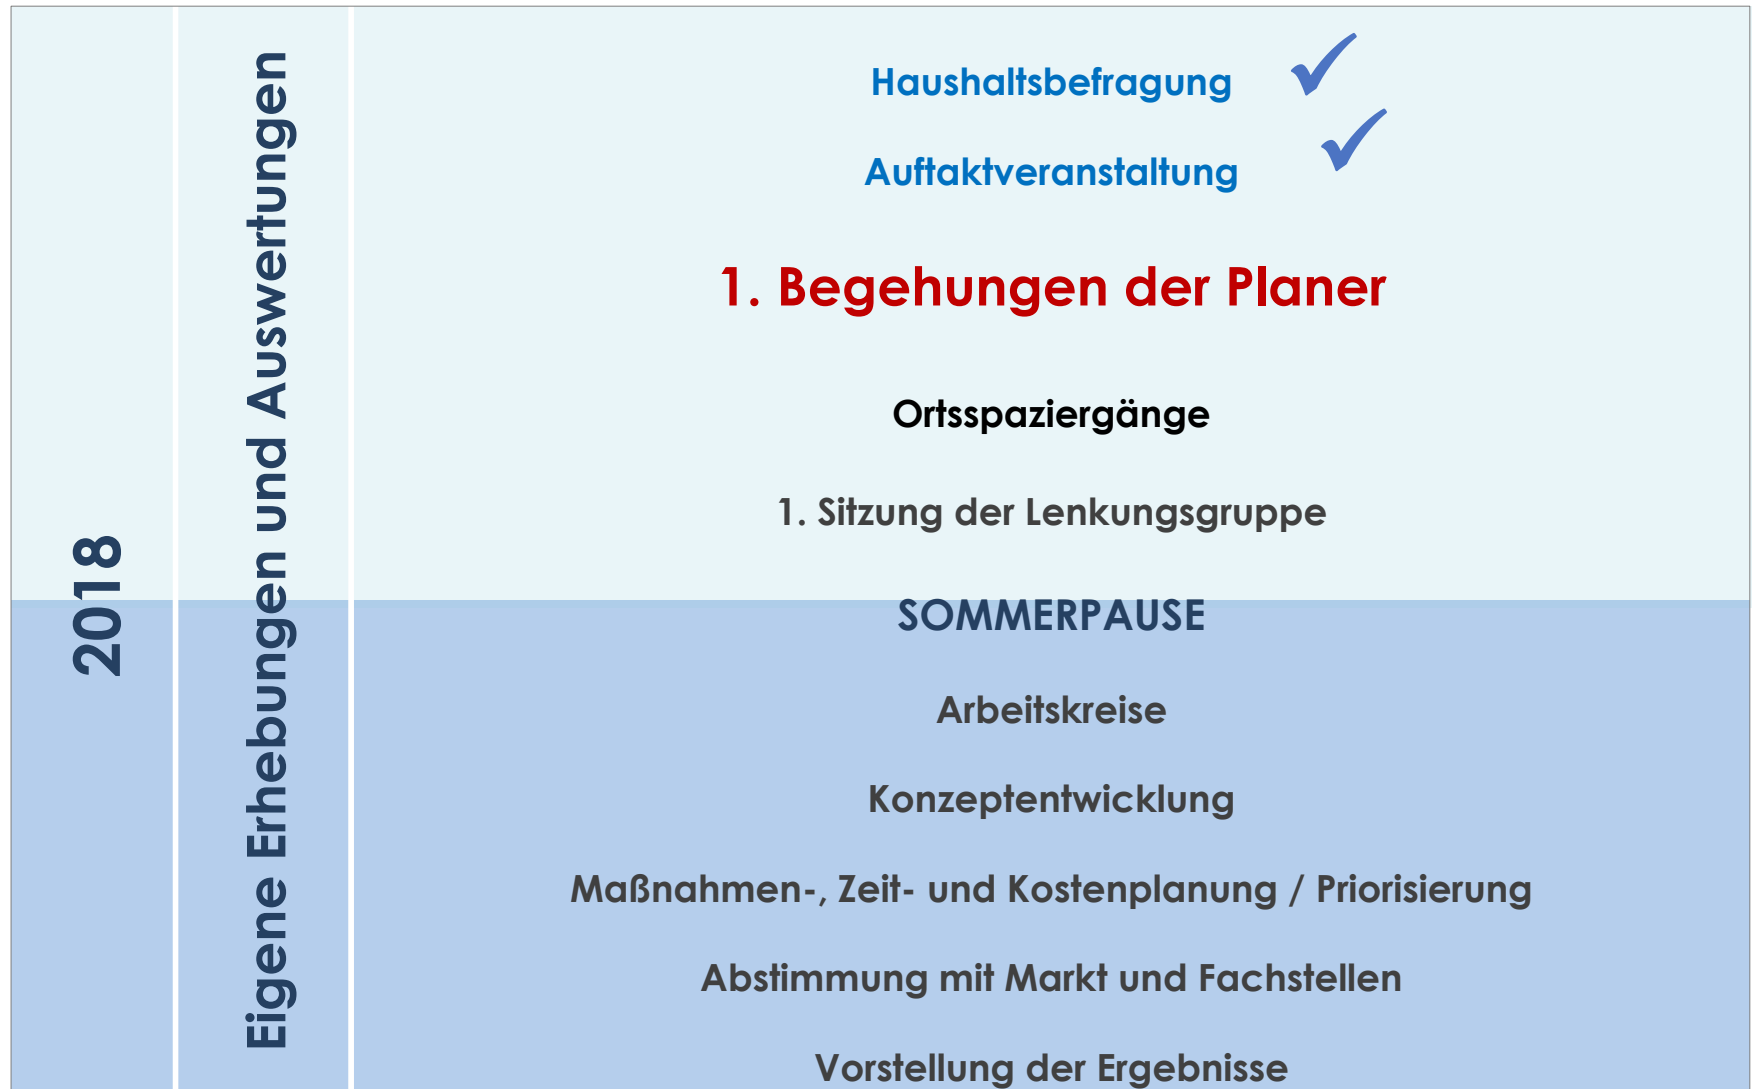 2018
Eigene Erhebungen und Auswertungen
Haushaltsbefragung
Auftaktveranstaltung
1. Begehungen der Planer
Ortsspaziergänge
1. Sitzung der Lenkungsgruppe
SOMMERPAUSE
Arbeitskreise
Konzeptentwicklung
Maßnahmen-, Zeit- und Kostenplanung / Priorisierung
Abstimmung mit Markt und Fachstellen
Vorstellung der Ergebnisse